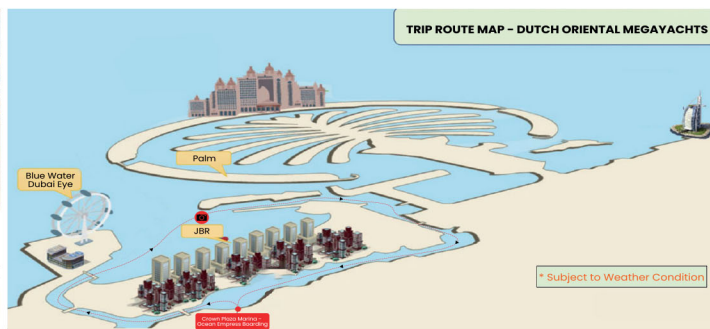 TRIP ROUTE MAP - DUTCH ORIENTAL MEGAYACHTS
Palm
Blue Water
Dubai Eye
JBR
* Subject to Weather Condition
Crown Plaza Marina -
Ocean Empress Boarding